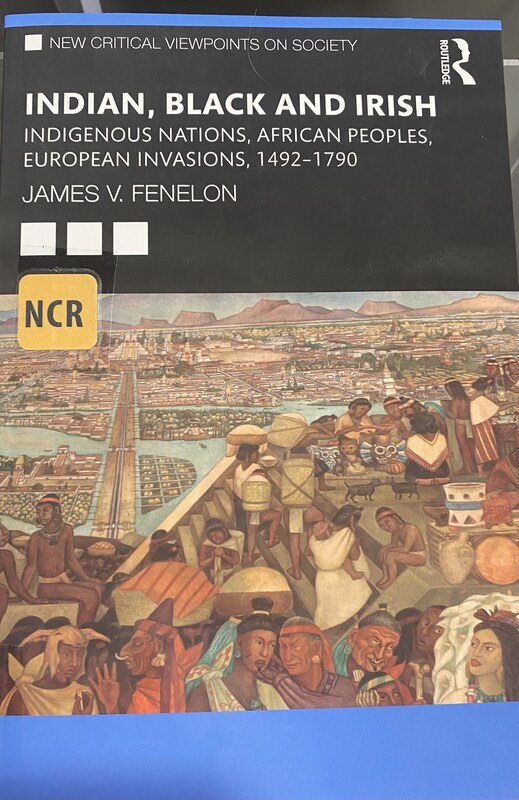 NEW CRITICAL VIEWPOINTS ON SOCIETY
ROUTLEDGE
INDIAN, BLACK AND IRISH
INDIGENOUS NATIONS, AFRICAN PEOPLES,
EUROPEAN INVASIONS, 1492–1790
JAMES V. FENELON
NCR